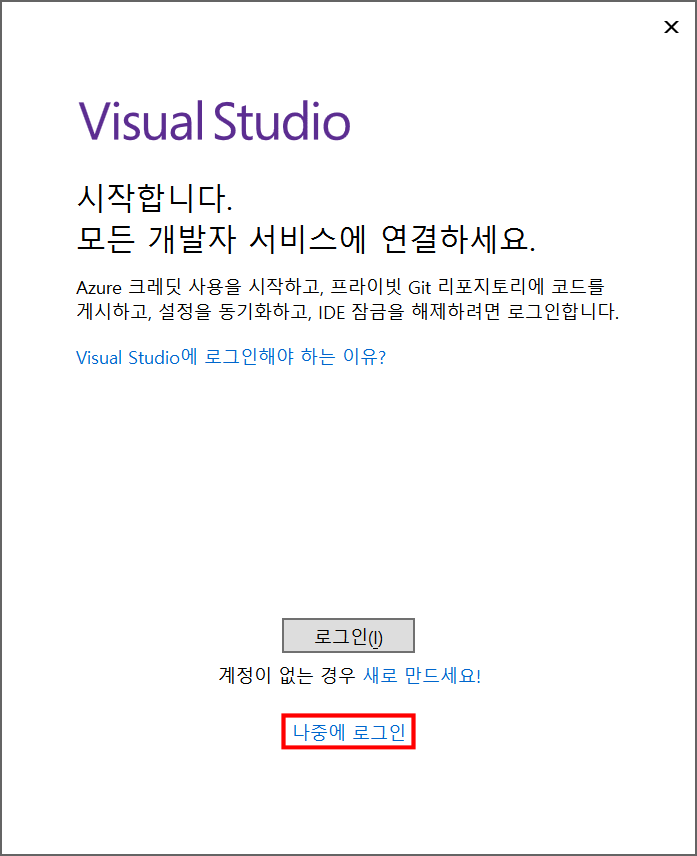 Visual Studio
시작합니다.
모든 개발자 서비스에 연결하세요.
Azure 크레딧 사용을 시작하고, 프라이빗 Git 리포지토리에 코드를
게시하고, 설정을 동기화하고, IDE 잠금을 해제하려면 로그인합니다.
Visual Studio에 로그인해야 하는 이유?
로그인(I)
계정이 없는 경우 새로 만드세요!
나중에 로그인